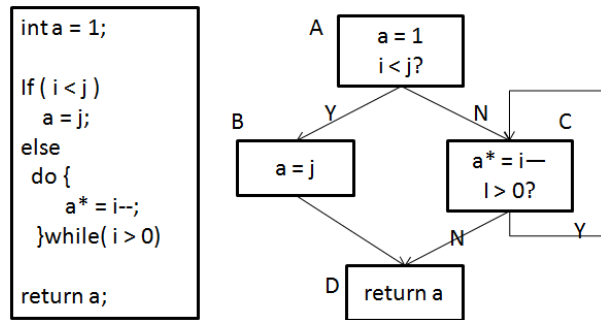 int a = 1;
If ( i < j )
a = j;
else
do {
a* = i--;
}while( i > 0)
return a;
A
a = 1
i < j?
Y
N
B
C
a = j
a* = i—
I > 0?
N
Y
D
return a